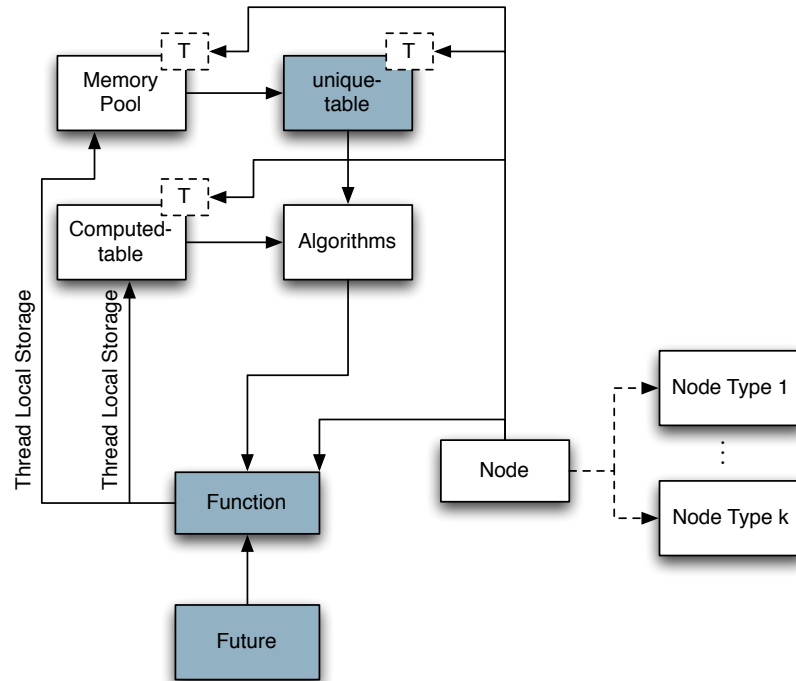 T
T
Memory
Pool
unique-
table
T
Computed-
table
Algorithms
Thread Local Storage
Thread Local Storage
Node Type 1
⋮
Node
Function
Node Type k
Future